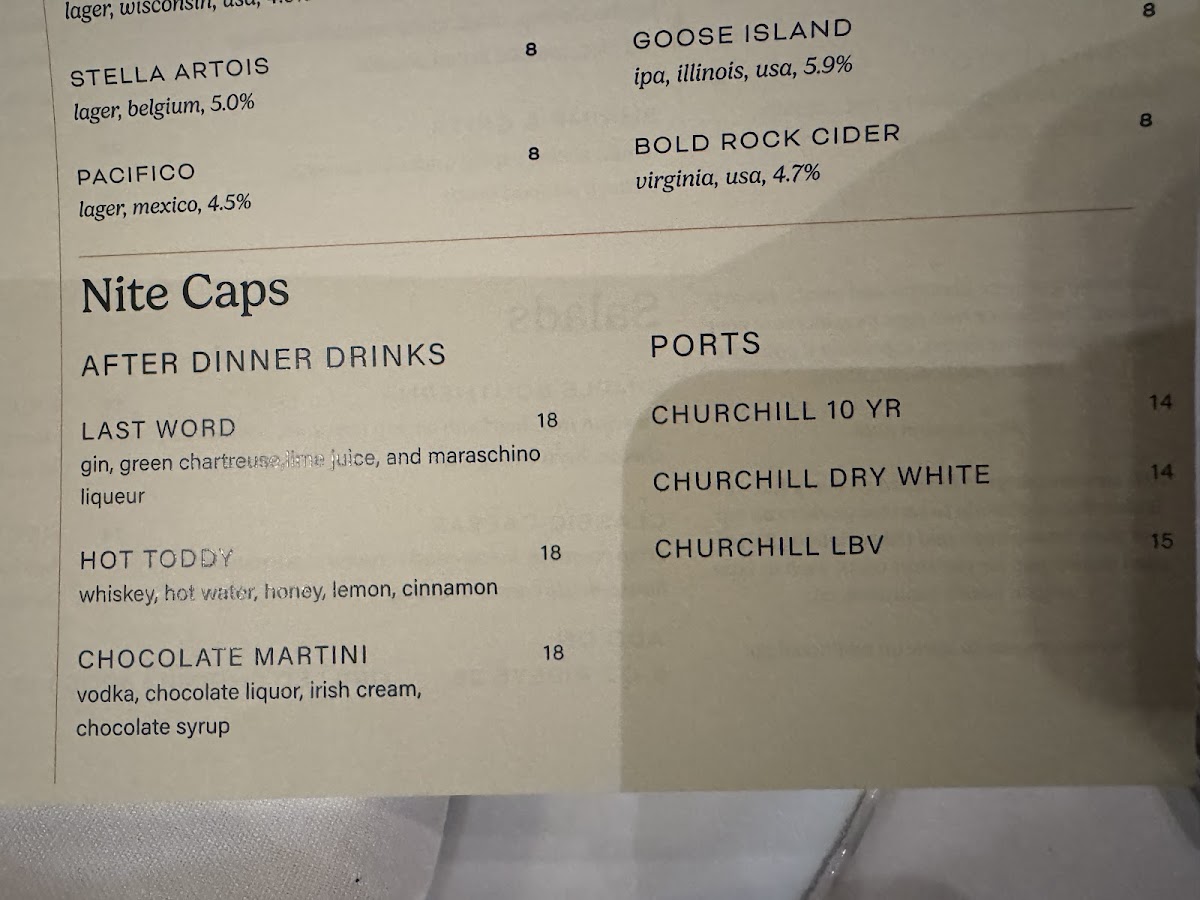 lager, wisconsin, usa,
STELLA ARTOIS 8
lager, belgium, 5.0%
PACIFICO 8
lager, mexico, 4.5%
8
GOOSE ISLAND
ipa, illinois, usa, 5.9%
BOLD ROCK CIDER 8
virginia, usa, 4.7%
Nite Caps
AFTER DINNER DRINKS
LAST WORD 18
gin, green chartreuse, lime juice, and maraschino
liqueur
HOT TODDY 18
whiskey, hot water, honey, lemon, cinnamon
CHOCOLATE MARTINI 18
vodka, chocolate liquor, irish cream,
chocolate syrup
PORTS
CHURCHILL 10 YR 14
CHURCHILL DRY WHITE 14
CHURCHILL LBV 15
Salads